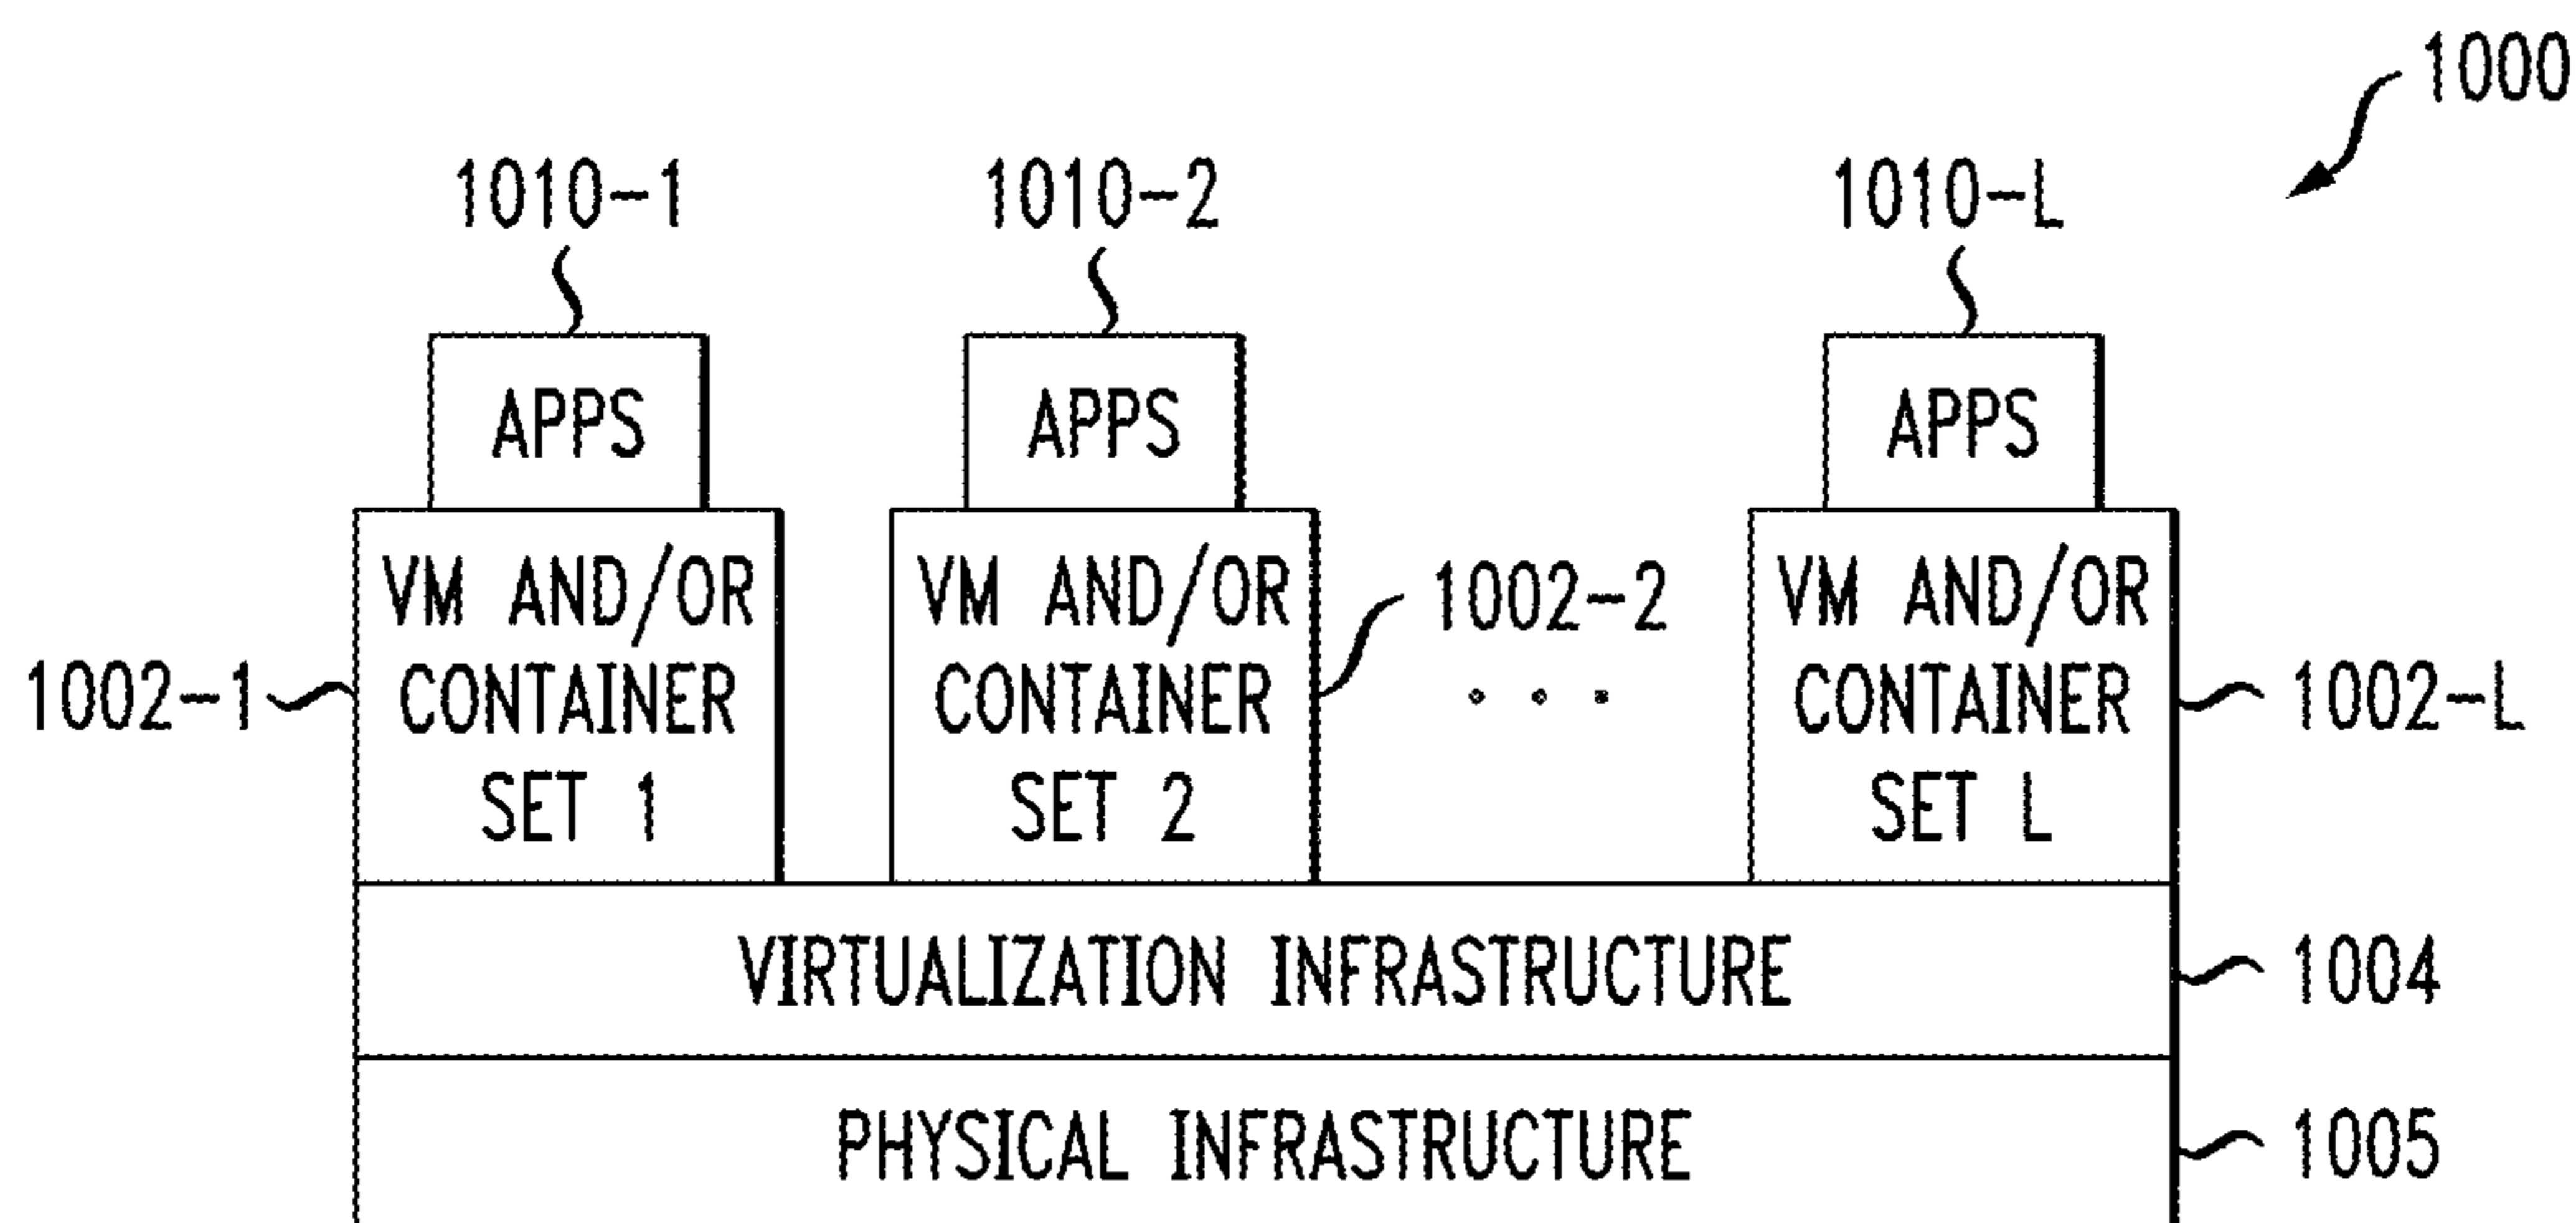 1000
1010-1 1010-2 1010-L
APPS APPS APPS
VM AND/OR
CONTAINER
SET 1
VM AND/OR
CONTAINER
SET 2
VM AND/OR
CONTAINER
SET L
1002-1
1002-2
. . .
1002-L
VIRTUALIZATION INFRASTRUCTURE
1004
PHYSICAL INFRASTRUCTURE
1005